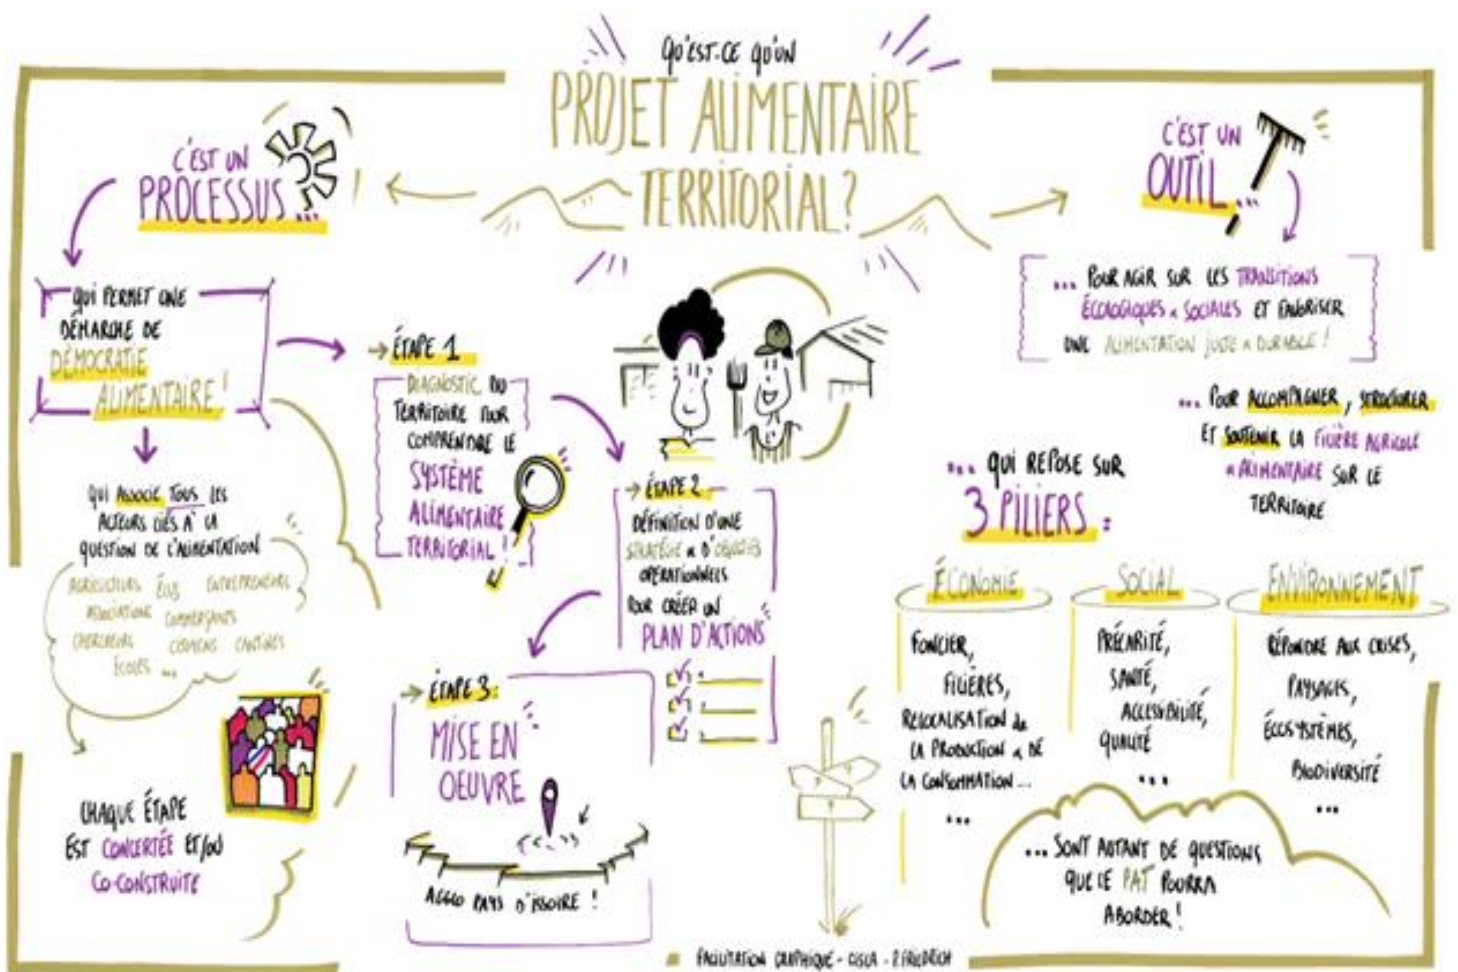 QU'EST-CE QU'UN
PROJET ALIMENTAIRE
TERRITORIAL?
C'EST UN
PROCESSUS...
QUI PERMET UNE
DÉMARCHE DE
DÉMOCRATIE
ALIMENTAIRE!
QUI ASSOCIE TOUS LES
ACTEURS LIÉS À LA
QUESTION DE L'ALIMENTATION
AGRICULTEURS ÉLUS ENTREPRENEURS
ASSOCIATIONS COMMERÇANTS
CHERCHEURS CITOYENS CANTINES
ÉCOLES ...
CHAQUE ÉTAPE
EST CONCERTÉE ET/OU
CO-CONSTRUITE
ÉTAPE 1
DIAGNOSTIC DU
TERRITOIRE POUR
COMPRENDRE LE
SYSTÈME
ALIMENTAIRE
TERRITORIAL!
ÉTAPE 2
DÉFINITION D'UNE
STRATÉGIE & D'OBJECTIFS
OPÉRATIONNELS
POUR CRÉER UN
PLAN D'ACTIONS
ÉTAPE 3:
MISE EN
OEUVRE
AGGLO PAYS D'ISSOIRE!
C'EST UN
OUTIL...
... POUR AGIR SUR LES TRANSITIONS
ÉCOLOGIQUES & SOCIALES ET FAVORISER
UNE ALIMENTATION JUSTE & DURABLE!
... POUR ACCOMPAGNER, STRUCTURER
ET SOUTENIR LA FILIÈRE AGRICOLE
& ALIMENTAIRE SUR LE
TERRITOIRE
... QUI REPOSE SUR
3 PILIERS:
ÉCONOMIE
FONCIER,
FILIÈRES,
RELOCALISATION de
LA PRODUCTION & DE
LA CONSOMMATION...
...
SOCIAL
PRÉCARITÉ,
SANTÉ,
ACCESSIBILITÉ,
QUALITÉ
...
ENVIRONNEMENT
RÉPONDRE AUX CRISES,
PAYSAGES,
ÉCOSYSTÈMES,
BIODIVERSITÉ
...
... SONT AUTANT DE QUESTIONS
QUE LE PAT POURRA
ABORDER!
FACILITATION GRAPHIQUE - CISCA - P.FRIEDRICH